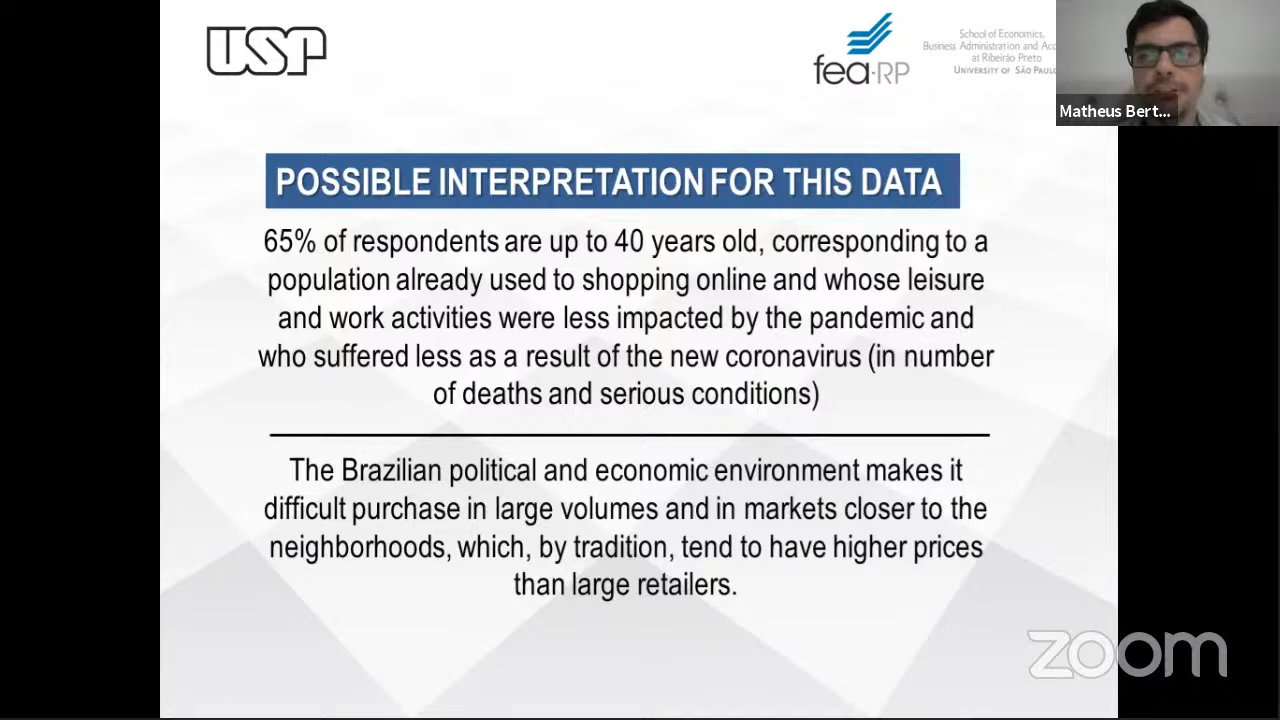 USP
fea-RP
School of Economics,
Business Administration and Acc
at Ribeirão Preto
UNIVERSITY OF SÃO PAULO
Matheus Bert...
POSSIBLE INTERPRETATION FOR THIS DATA
65% of respondents are up to 40 years old, corresponding to a
population already used to shopping online and whose leisure
and work activities were less impacted by the pandemic and
who suffered less as a result of the new coronavirus (in number
of deaths and serious conditions)
The Brazilian political and economic environment makes it
difficult purchase in large volumes and in markets closer to the
neighborhoods, which, by tradition, tend to have higher prices
than large retailers.
zoom